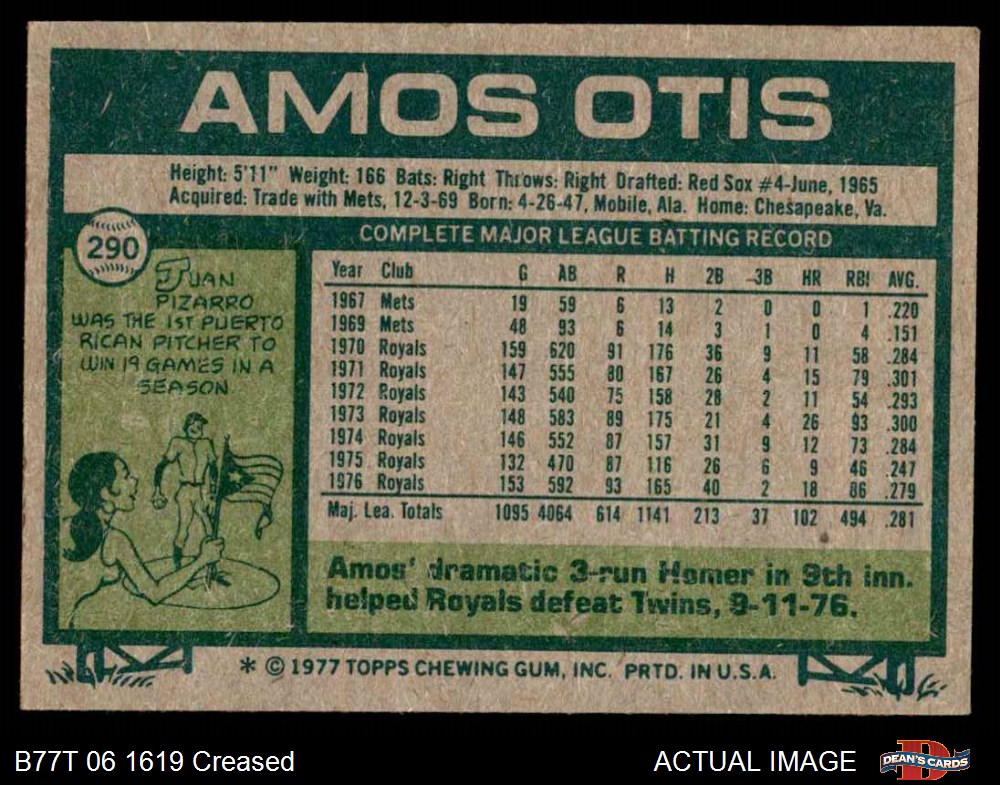 AMOS OTIS
Height: 5'11" Weight: 166 Bats: Right Throws: Right Drafted: Red Sox #4-June, 1965
Acquired: Trade with Mets, 12-3-69 Born: 4-26-47, Mobile, Ala. Home: Chesapeake, Va.
290
JUAN
PIZARRO
WAS THE 1ST PUERTO
RICAN PITCHER TO
WIN 19 GAMES IN A
SEASON
COMPLETE MAJOR LEAGUE BATTING RECORD
Year Club G AB R H 2B 3B HR RBI AVG.
1967 Mets 19 59 6 13 2 0 0 1 .220
1969 Mets 48 93 6 14 3 1 0 4 .151
1970 Royals 159 620 91 176 36 9 11 58 .284
1971 Royals 147 555 80 167 26 4 15 79 .301
1972 Royals 143 540 75 158 28 2 11 54 .293
1973 Royals 148 583 89 175 21 4 26 93 .300
1974 Royals 146 552 87 157 31 9 12 73 .284
1975 Royals 132 470 87 116 26 6 9 46 .247
1976 Royals 153 592 93 165 40 2 18 86 .279
Maj. Lea. Totals 1095 4064 614 1141 213 37 102 494 .281
Amos' dramatic 3-run Homer in 9th inn.
helped Royals defeat Twins, 9-11-76.
* © 1977 TOPPS CHEWING GUM, INC. PRTD. IN U.S.A.
B77T 06 1619 Creased
ACTUAL IMAGE
D
DEAN'S CARDS